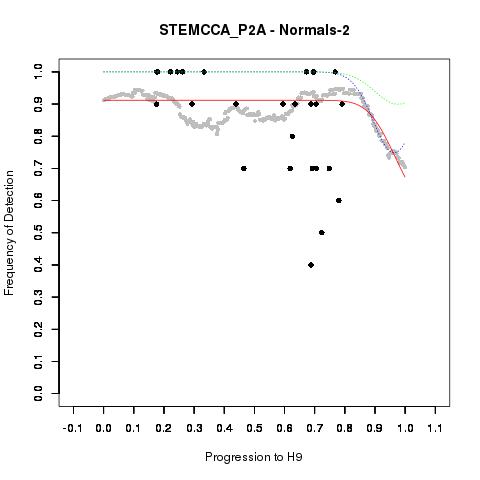 STEMCCA_P2A - Normals-2
Frequency of Detection
1.0
0.9
0.8
0.7
0.6
0.5
0.4
0.3
0.2
0.1
0.0
-0.1 0.0 0.1 0.2 0.3 0.4 0.5 0.6 0.7 0.8 0.9 1.0 1.1
Progression to H9